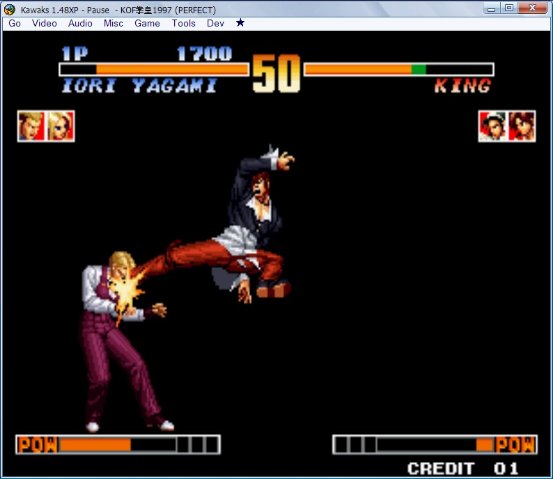 Kawaks 1.48XP - Pause - KOF学皇1997 (PERFECT)
Go Video Audio Misc Game Tools Dev ★
1P 1700
50
IORI YAGAMI KING
POW POW
CREDIT 01